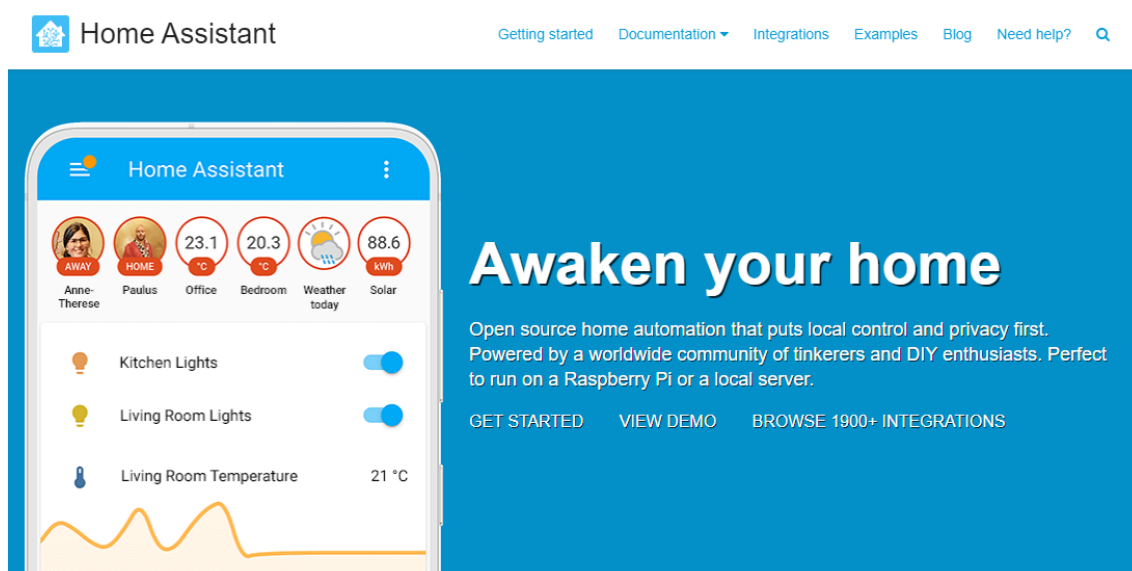 Home Assistant
Getting started Documentation Integrations Examples Blog Need help?
Home Assistant
23.1 20.3 88.6
AWAY HOME °C °C kWh
Anne-Therese Paulus Office Bedroom Weather today Solar
Kitchen Lights
Living Room Lights
Living Room Temperature 21 °C
Awaken your home
Open source home automation that puts local control and privacy first.
Powered by a worldwide community of tinkerers and DIY enthusiasts. Perfect
to run on a Raspberry Pi or a local server.
GET STARTED VIEW DEMO BROWSE 1900+ INTEGRATIONS